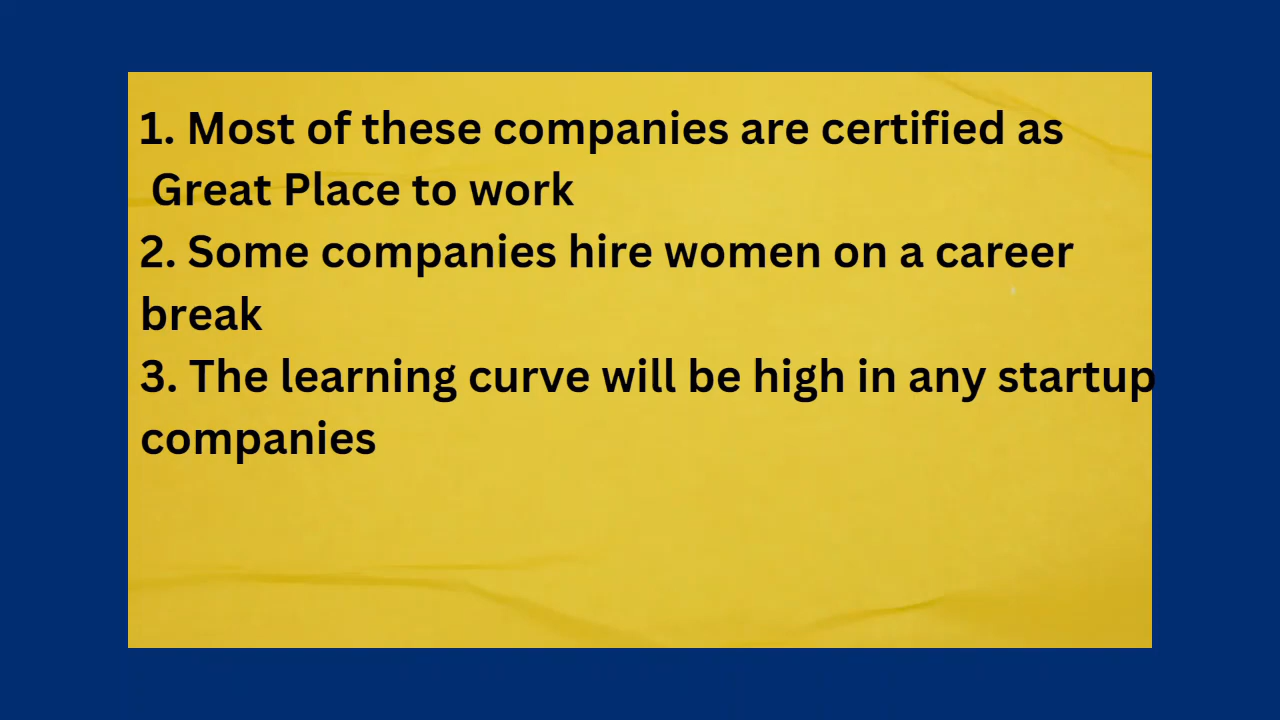 1. Most of these companies are certified as
Great Place to work
2. Some companies hire women on a career
break
3. The learning curve will be high in any startup
companies